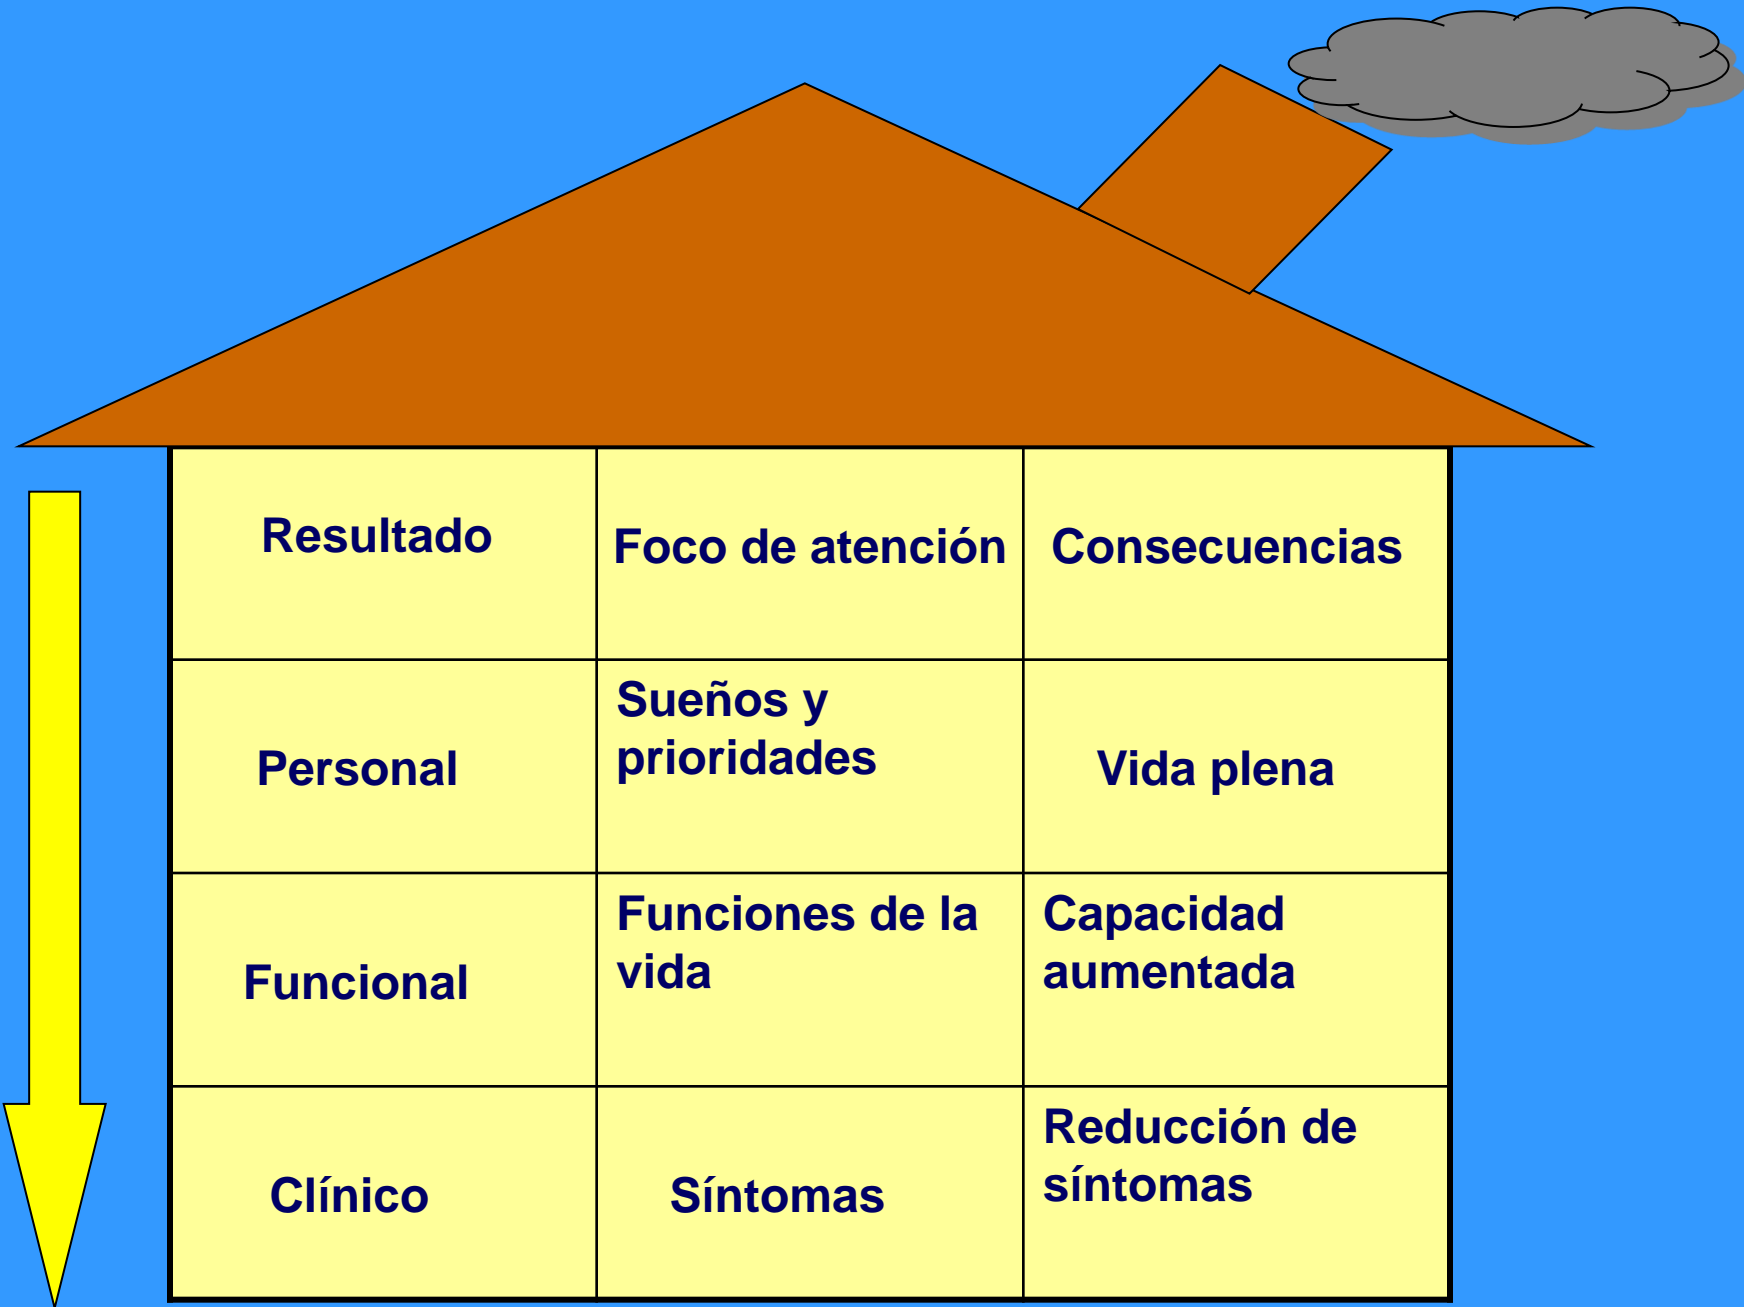 Resultado
Foco de atención
Consecuencias
Personal
Sueños y
prioridades
Vida plena
Funcional
Funciones de la
vida
Capacidad
aumentada
Clínico
Síntomas
Reducción de
síntomas